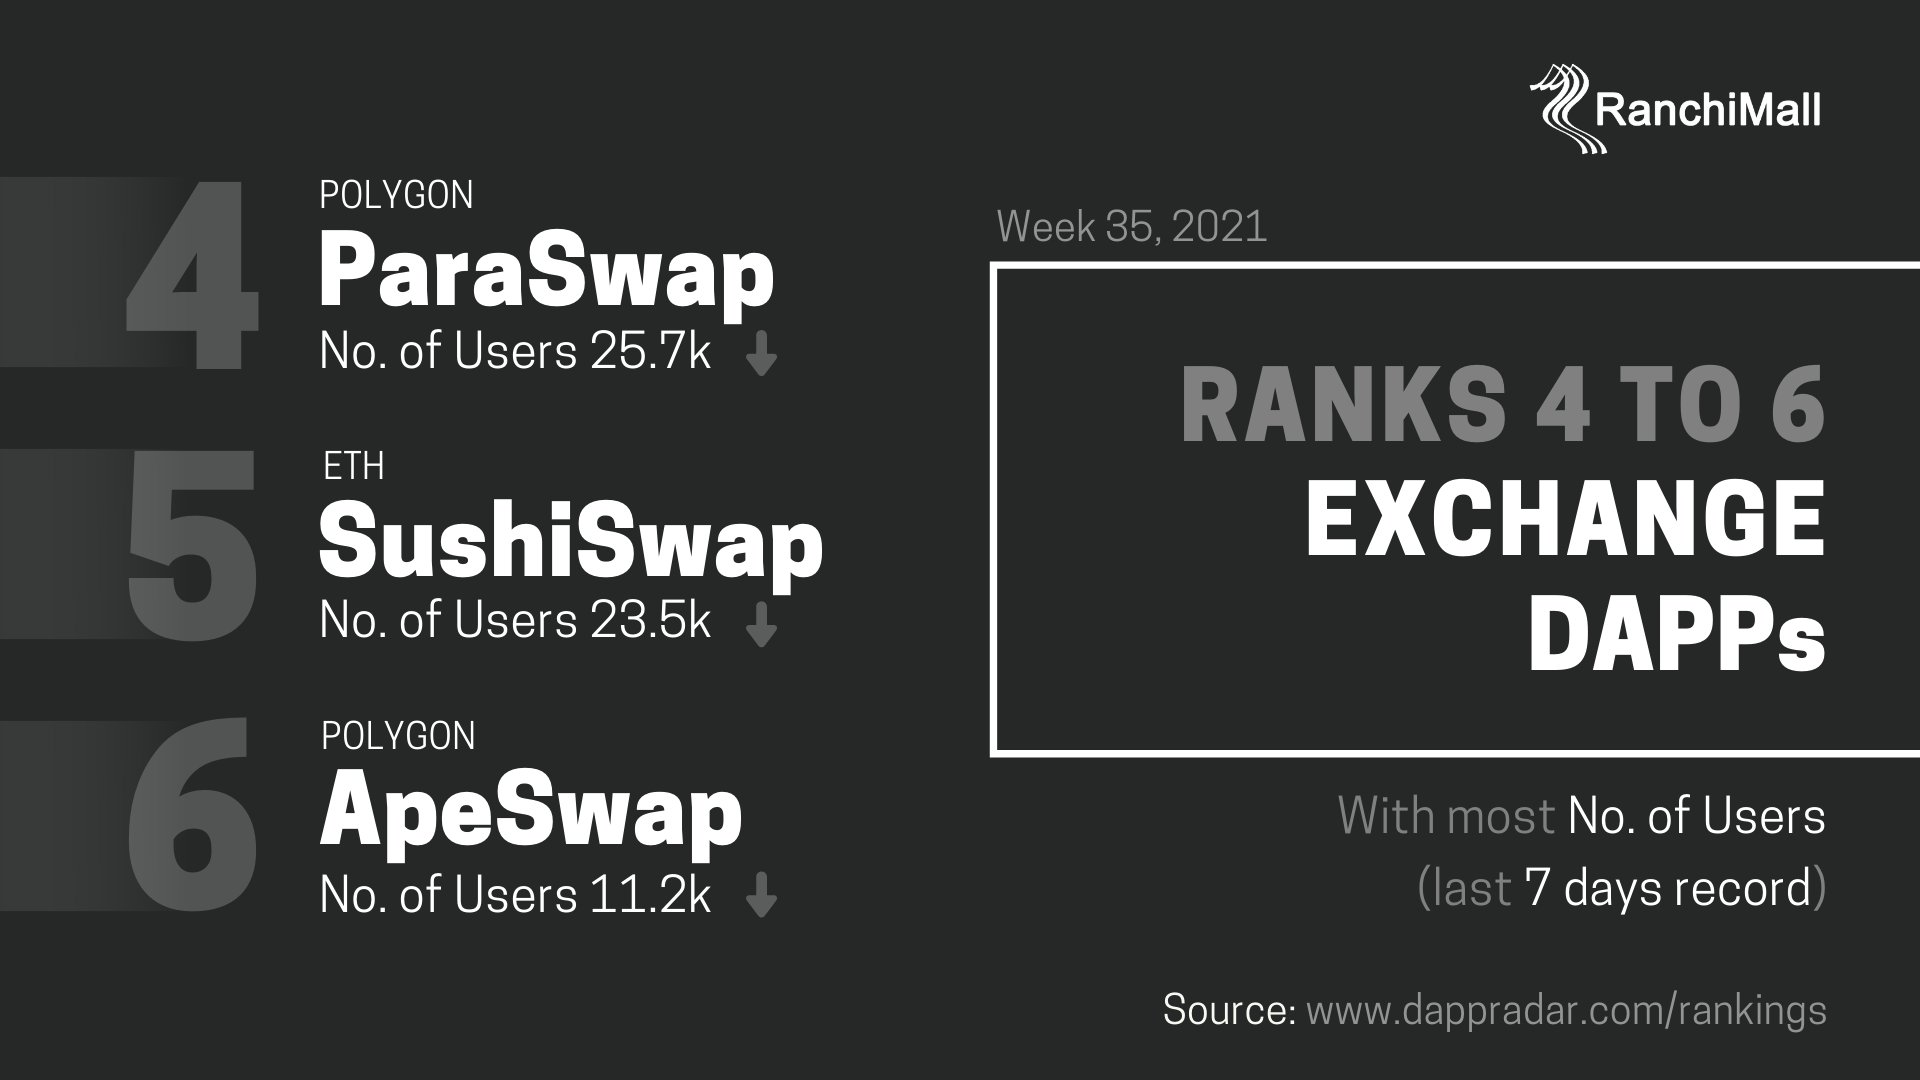 RanchiMall
4
POLYGON
ParaSwap
No. of Users 25.7k
5
ETH
SushiSwap
No. of Users 23.5k
6
POLYGON
ApeSwap
No. of Users 11.2k
Week 35, 2021
RANKS 4 TO 6
EXCHANGE
DAPPs
With most No. of Users
(last 7 days record)
Source: www.dappradar.com/rankings